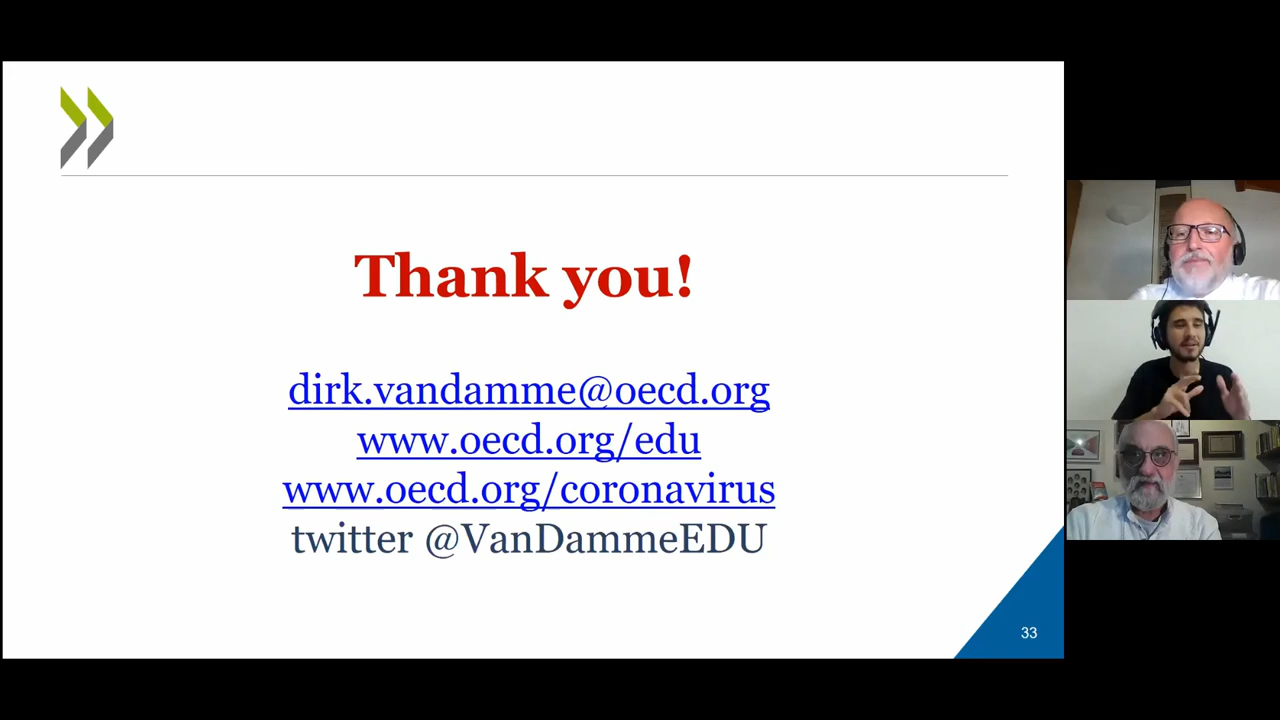 Thank you!
dirk.vandamme@oecd.org
www.oecd.org/edu
www.oecd.org/coronavirus
twitter @VanDammeEDU
33